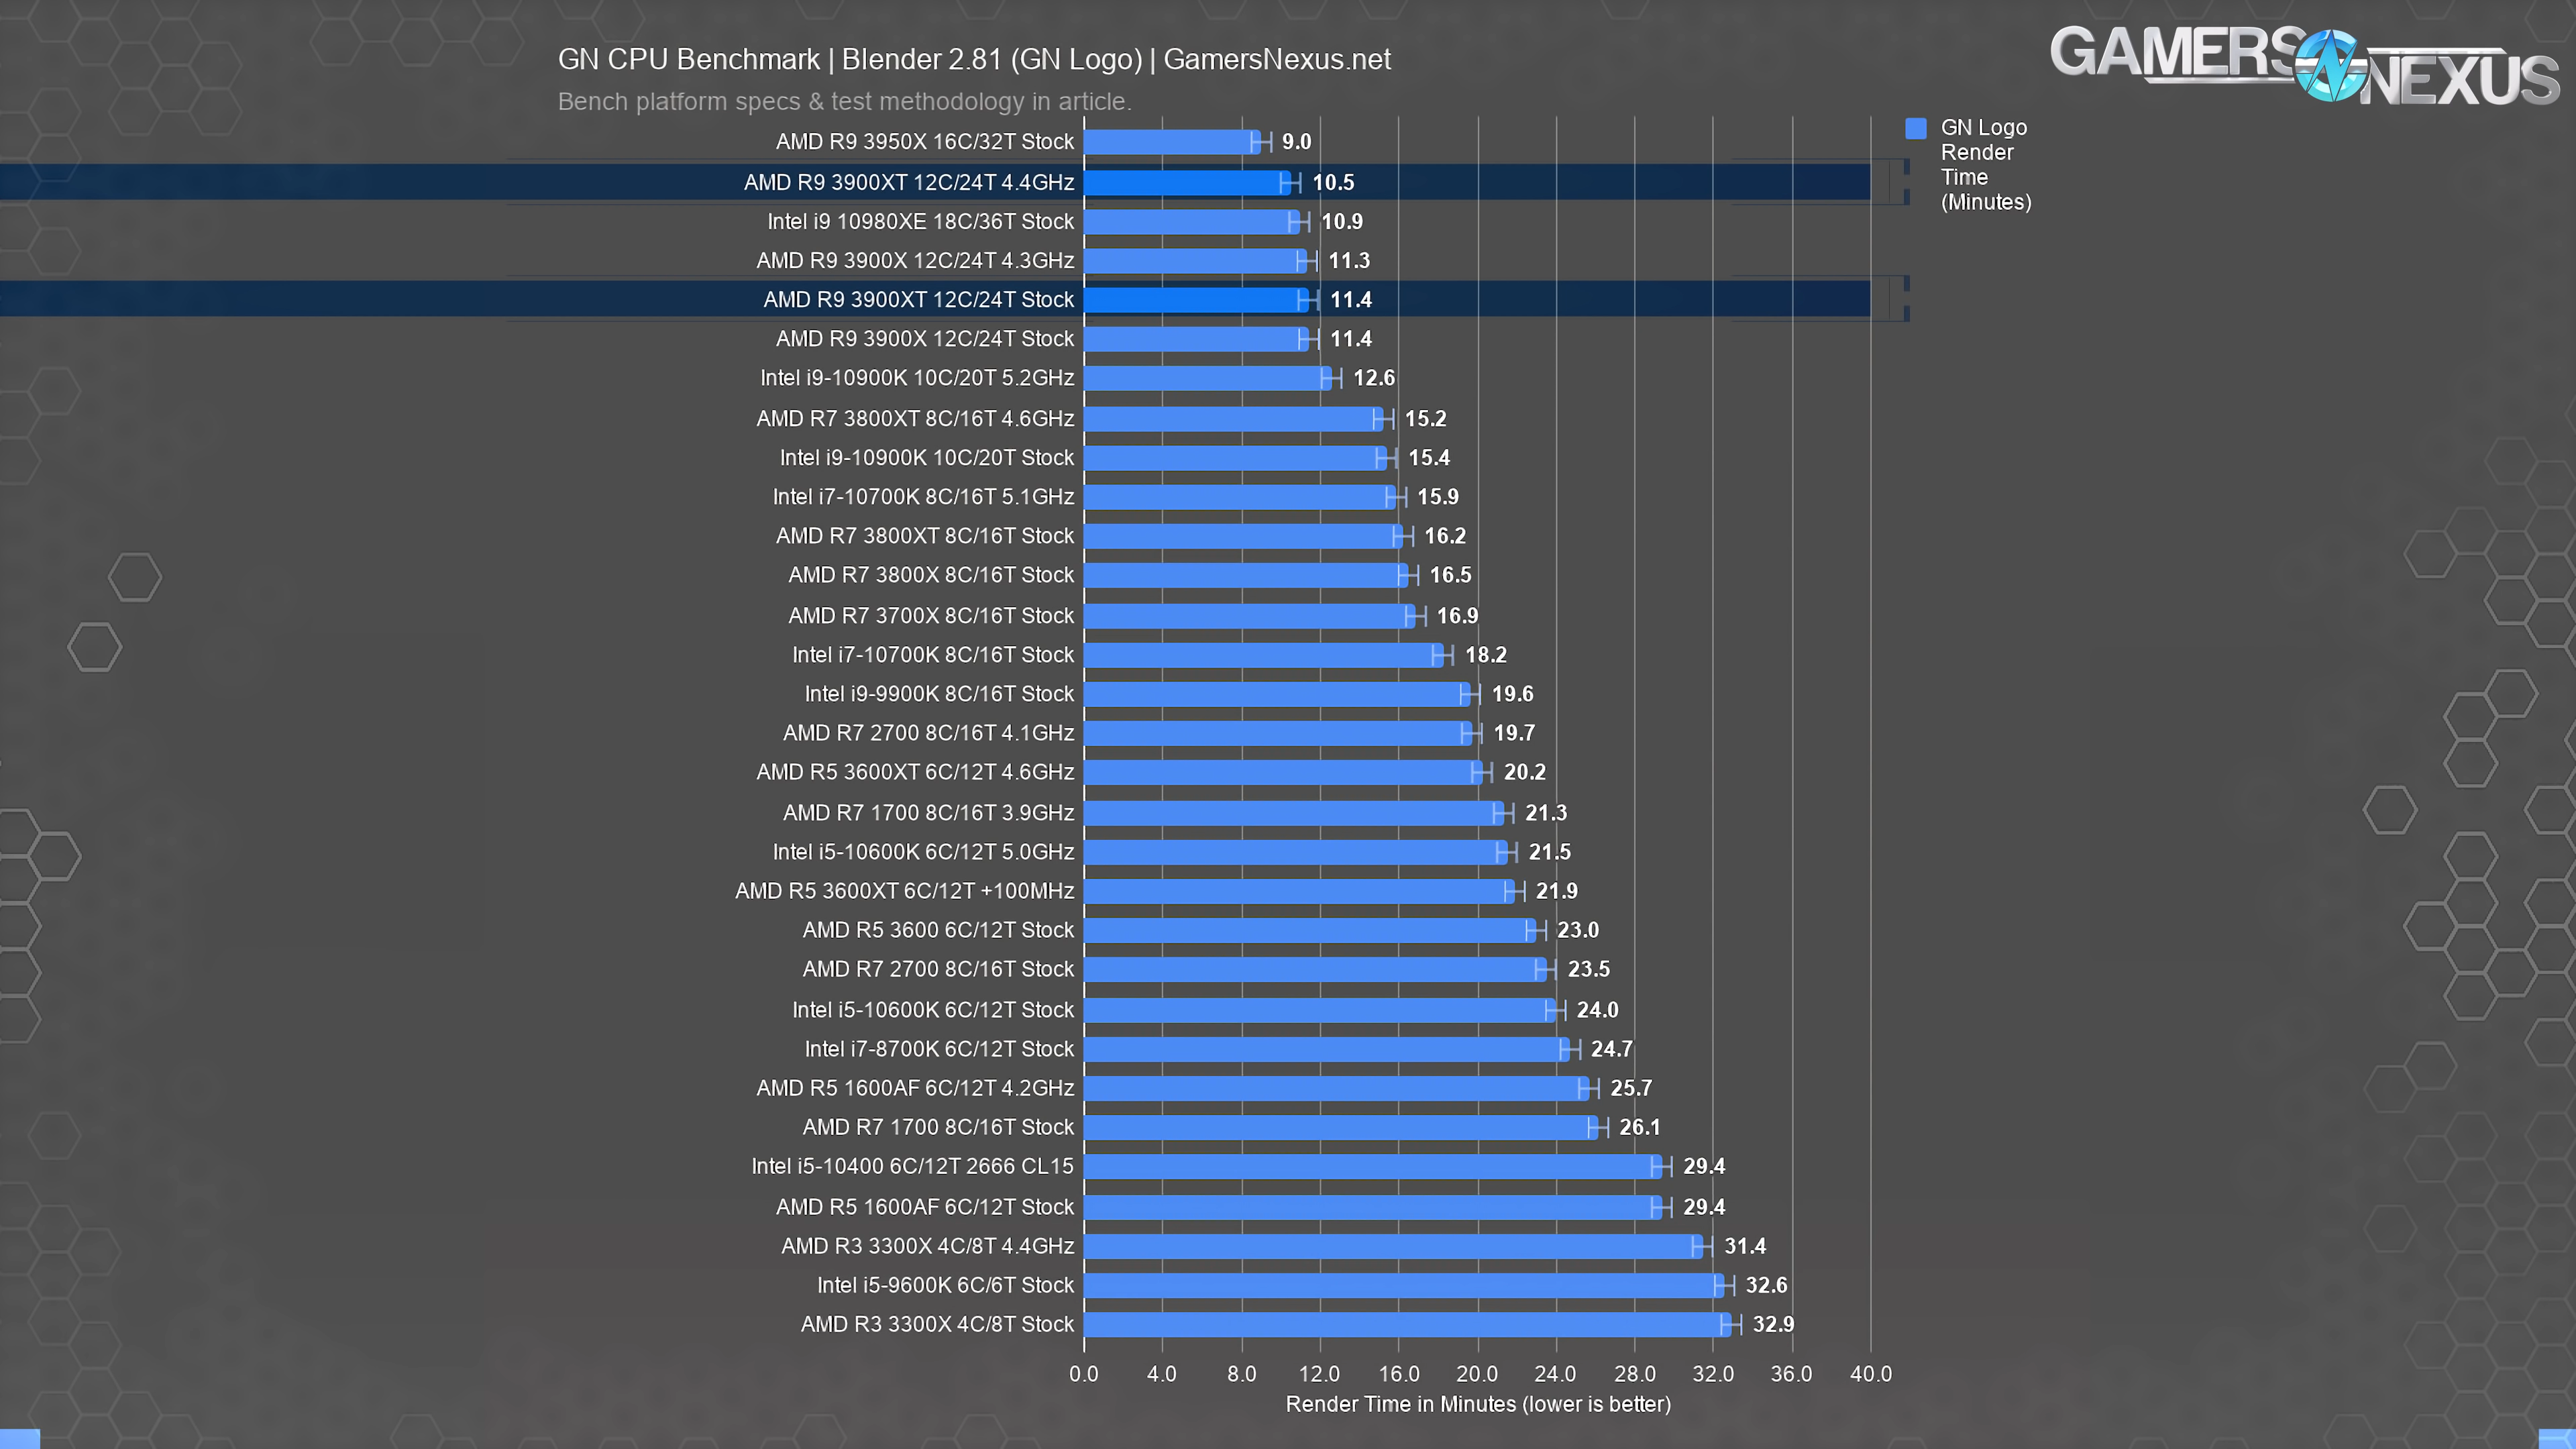 GN CPU Benchmark | Blender 2.81 (GN Logo) | GamersNexus.net
Bench platform specs & test methodology in article.
GAMERS NEXUS
GN Logo
Render
Time
(Minutes)
AMD R9 3950X 16C/32T Stock 9.0
AMD R9 3900XT 12C/24T 4.4GHz 10.5
Intel i9 10980XE 18C/36T Stock 10.9
AMD R9 3900X 12C/24T 4.3GHz 11.3
AMD R9 3900XT 12C/24T Stock 11.4
AMD R9 3900X 12C/24T Stock 11.4
Intel i9-10900K 10C/20T 5.2GHz 12.6
AMD R7 3800XT 8C/16T 4.6GHz 15.2
Intel i9-10900K 10C/20T Stock 15.4
Intel i7-10700K 8C/16T 5.1GHz 15.9
AMD R7 3800XT 8C/16T Stock 16.2
AMD R7 3800X 8C/16T Stock 16.5
AMD R7 3700X 8C/16T Stock 16.9
Intel i7-10700K 8C/16T Stock 18.2
Intel i9-9900K 8C/16T Stock 19.6
AMD R7 2700 8C/16T 4.1GHz 19.7
AMD R5 3600XT 6C/12T 4.6GHz 20.2
AMD R7 1700 8C/16T 3.9GHz 21.3
Intel i5-10600K 6C/12T 5.0GHz 21.5
AMD R5 3600XT 6C/12T +100MHz 21.9
AMD R5 3600 6C/12T Stock 23.0
AMD R7 2700 8C/16T Stock 23.5
Intel i5-10600K 6C/12T Stock 24.0
Intel i7-8700K 6C/12T Stock 24.7
AMD R5 1600AF 6C/12T 4.2GHz 25.7
AMD R7 1700 8C/16T Stock 26.1
Intel i5-10400 6C/12T 2666 CL15 29.4
AMD R5 1600AF 6C/12T Stock 29.4
AMD R3 3300X 4C/8T 4.4GHz 31.4
Intel i5-9600K 6C/6T Stock 32.6
AMD R3 3300X 4C/8T Stock 32.9
0.0 4.0 8.0 12.0 16.0 20.0 24.0 28.0 32.0 36.0 40.0
Render Time in Minutes (lower is better)